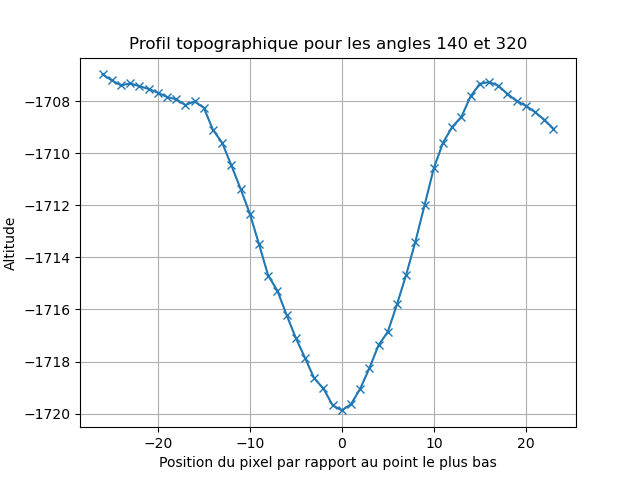 Profil topographique pour les angles 140 et 320
Altitude
−1708
−1710
−1712
−1714
−1716
−1718
−1720
−20 −10 0 10 20
Position du pixel par rapport au point le plus bas